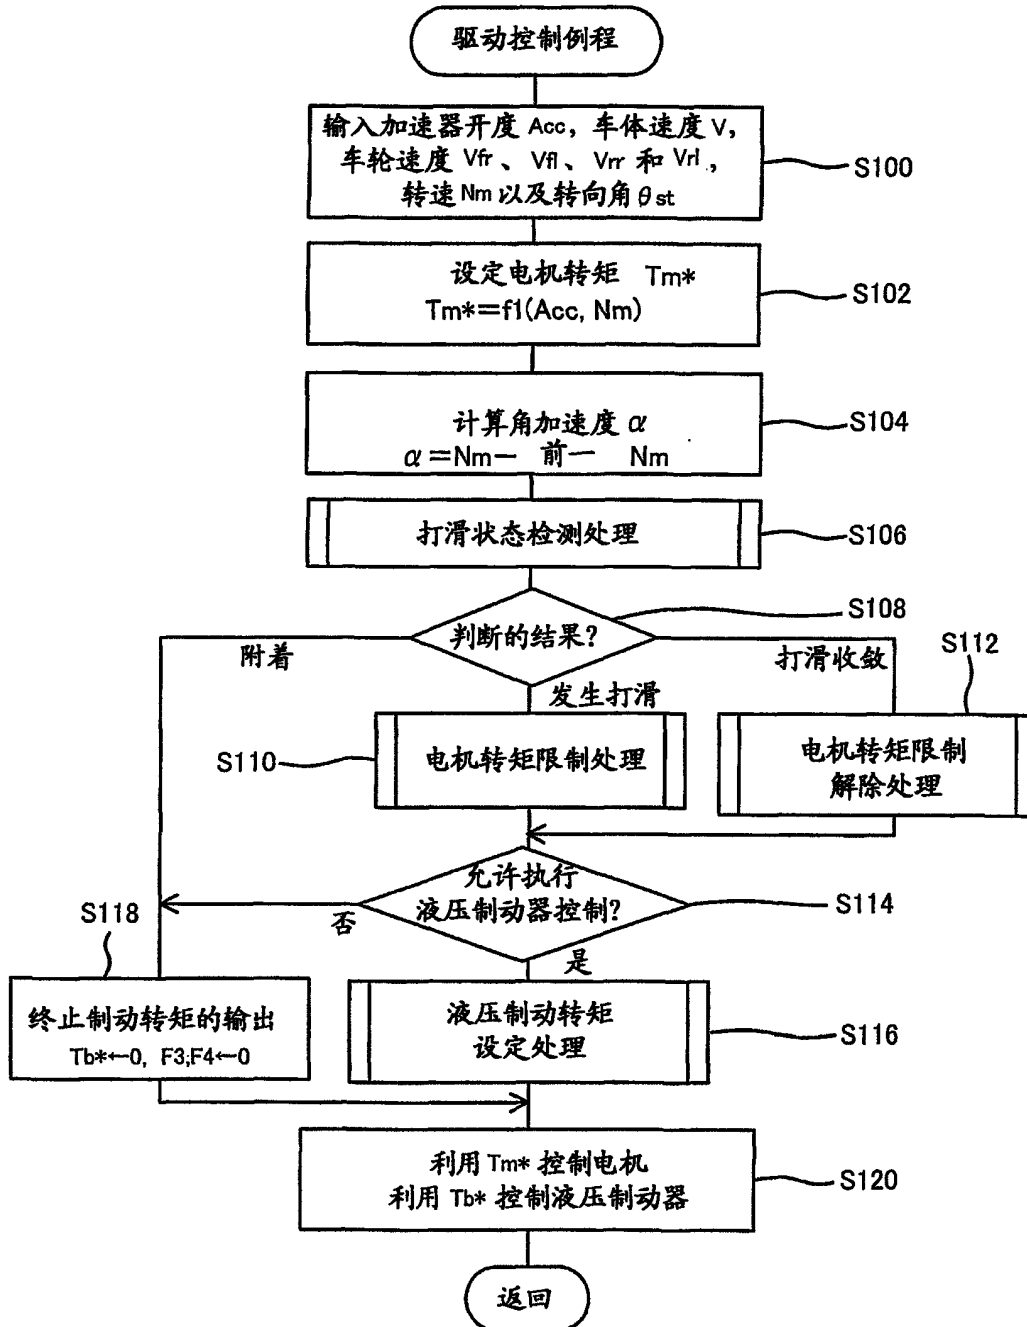 驱动控制例程
输入加速器开度 Acc，车体速度 V，
车轮速度 Vfr 、 Vfl 、 Vrr 和 Vrl ，
转速 Nm 以及转向角 θst
S100
设定电机转矩 Tm*
Tm*=f1(Acc, Nm)
S102
计算角加速度 α
α=Nm- 前一 Nm
S104
打滑状态检测处理
S106
判断的结果?
S108
附着
发生打滑
打滑收敛
S112
S110
电机转矩限制处理
电机转矩限制
解除处理
允许执行
液压制动器控制?
S114
否
是
S118
终止制动转矩的输出
Tb*←0, F3;F4←0
液压制动转矩
设定处理
S116
利用 Tm* 控制电机
利用 Tb* 控制液压制动器
S120
返回